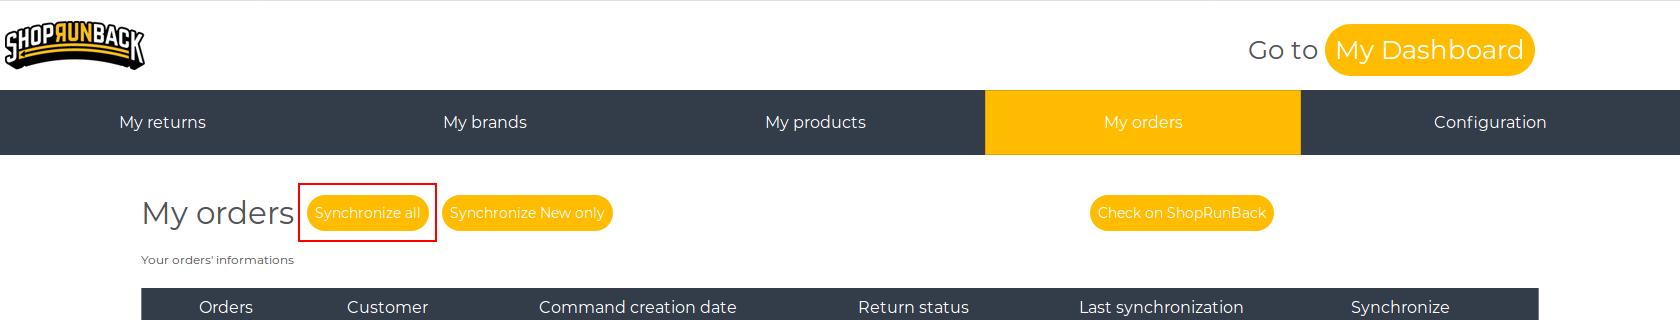 SHOPRUNBACK
Go to My Dashboard
My returns My brands My products My orders Configuration
My orders Synchronize all Synchronize New only Check on ShopRunBack
Your orders' informations
Orders Customer Command creation date Return status Last synchronization Synchronize